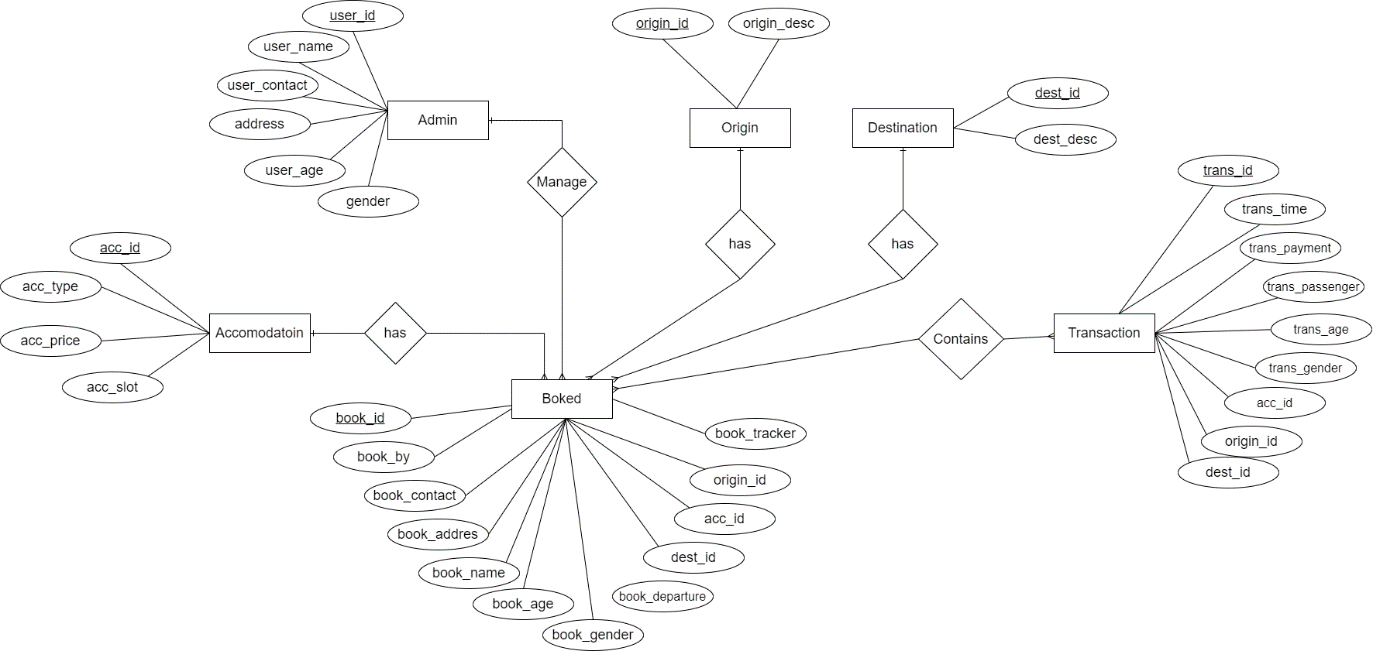 user_id
user_name
user_contact
address
user_age
gender
Admin
origin_id
origin_desc
Origin
Destination
dest_id
dest_desc
Manage
has
has
trans_id
trans_time
trans_payment
trans_passenger
trans_age
trans_gender
acc_id
origin_id
dest_id
Transaction
Contains
acc_id
acc_type
acc_price
acc_slot
Accomodatoin
has
Boked
book_id
book_by
book_contact
book_addres
book_name
book_age
book_gender
book_departure
dest_id
acc_id
origin_id
book_tracker